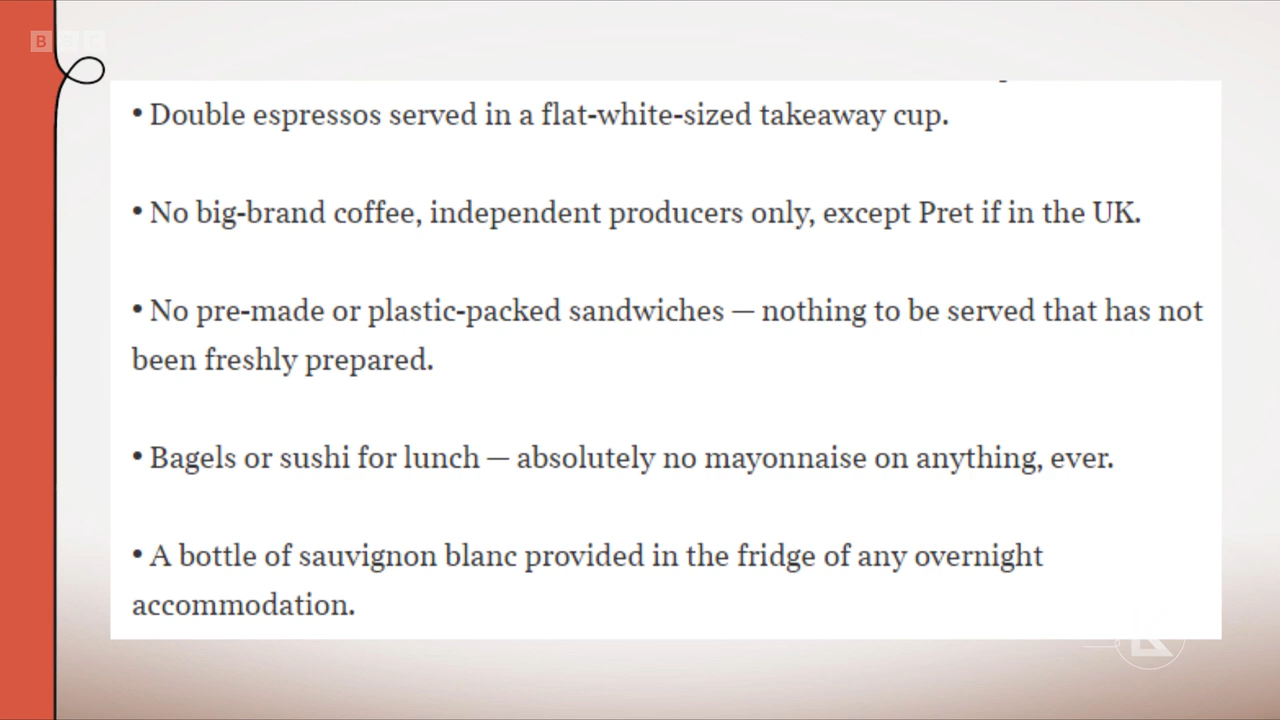 BBC
• Double espressos served in a flat-white-sized takeaway cup.
• No big-brand coffee, independent producers only, except Pret if in the UK.
• No pre-made or plastic-packed sandwiches — nothing to be served that has not
been freshly prepared.
• Bagels or sushi for lunch — absolutely no mayonnaise on anything, ever.
• A bottle of sauvignon blanc provided in the fridge of any overnight
accommodation.